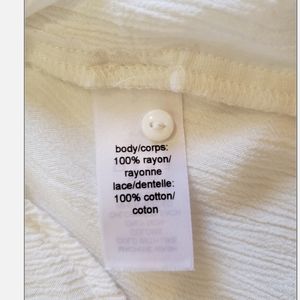 body/corps:
100% rayon/
rayonne
lace/dentelle:
100% cotton/
coton